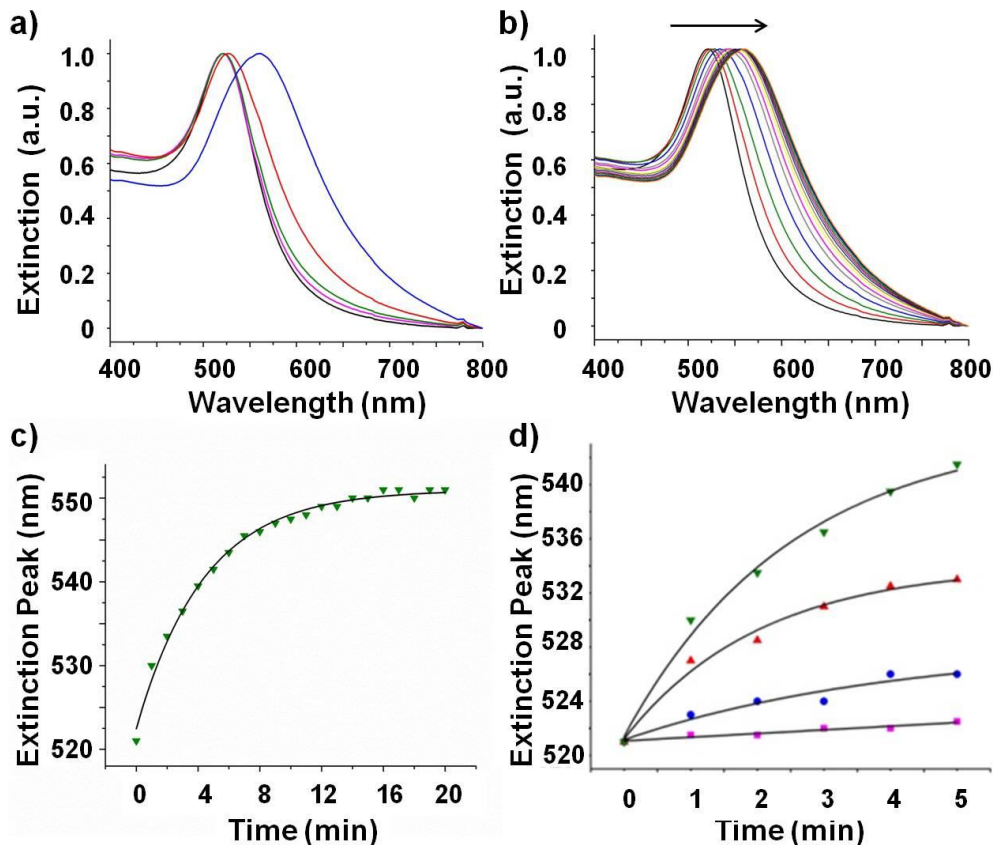 a)
Extinction (a.u.)
1.0
0.8
0.6
0.4
0.2
0
400 500 600 700 800
Wavelength (nm)
b)
Extinction (a.u.)
1.0
0.8
0.6
0.4
0.2
0
400 500 600 700 800
Wavelength (nm)
c)
Extinction Peak (nm)
550
540
530
520
0 4 8 12 16 20
Time (min)
d)
Extinction Peak (nm)
540
536
532
528
524
520
0 1 2 3 4 5
Time (min)